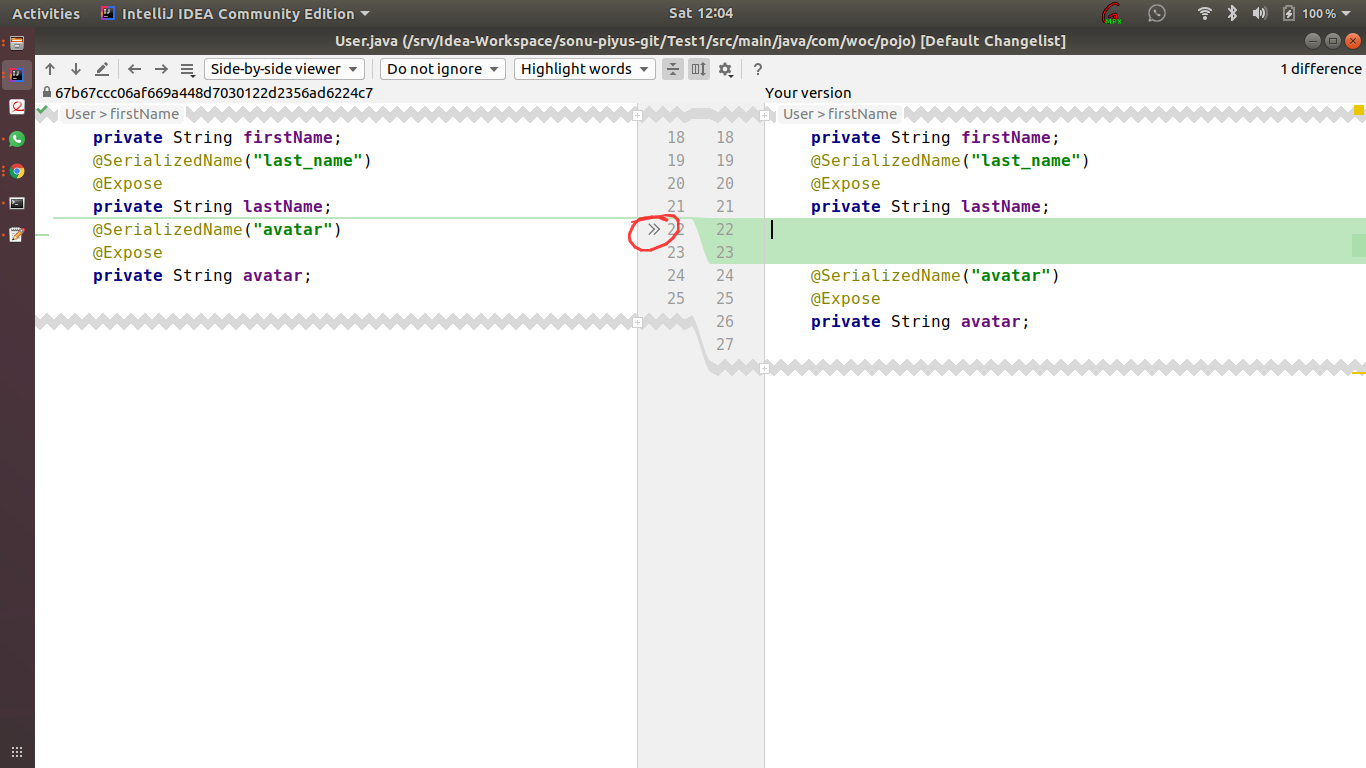 Activities IntelliJ IDEA Community Edition Sat 12:04 MPX 100 %
User.java (/srv/Idea-Workspace/sonu-piyus-git/Test1/src/main/java/com/woc/pojo) [Default Changelist]
Side-by-side viewer Do not ignore Highlight words ? 1 difference
67b67ccc06af669a448d7030122d2356ad6224c7 Your version
User > firstName User > firstName
private String firstName; 18 18 private String firstName;
@SerializedName("last_name") 19 19 @SerializedName("last_name")
@Expose 20 20 @Expose
private String lastName; 21 21 private String lastName;
@SerializedName("avatar") >> 22 22
@Expose 23 23
private String avatar; 24 24 @SerializedName("avatar")
25 25 @Expose
26 private String avatar;
27